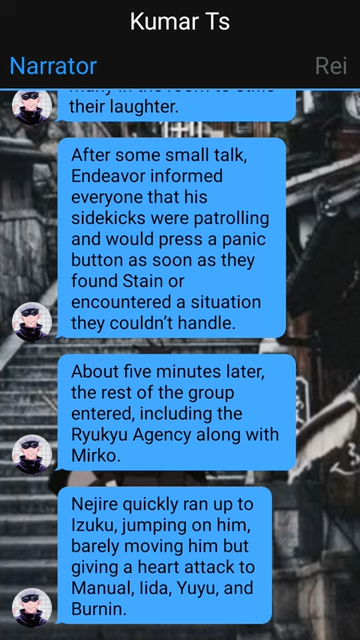 Kumar Ts
Narrator
Rei
their laughter.
After some small talk,
Endeavor informed
everyone that his
sidekicks were patrolling
and would press a panic
button as soon as they
found Stain or
encountered a situation
they couldn’t handle.
About five minutes later,
the rest of the group
entered, including the
Ryukyu Agency along with
Mirko.
Nejire quickly ran up to
Izuku, jumping on him,
barely moving him but
giving a heart attack to
Manual, Iida, Yuyu, and
Burnin.